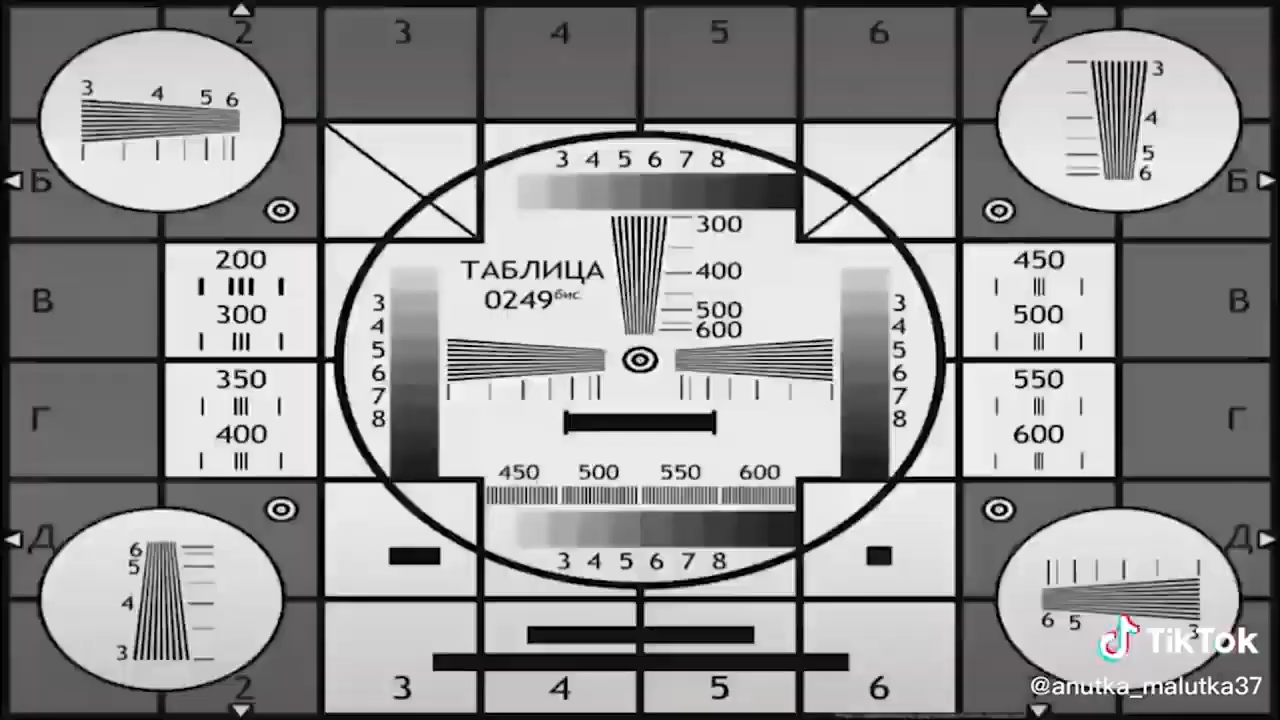 2 3 4 5 6 7
3 4 5 6
3
4
5
6
3 4 5 6 7 8
Б Б
300
400
500
600
ТАБЛИЦА
0249бис.
В В
200
300
450
500
3
4
5
6
7
8
3
4
5
6
7
8
Г Г
350
400
550
600
450 500 550 600
3 4 5 6 7 8
Д Д
6
5
4
3
6 5
TikTok
@anutka_malutka37
2 3 4 5 6